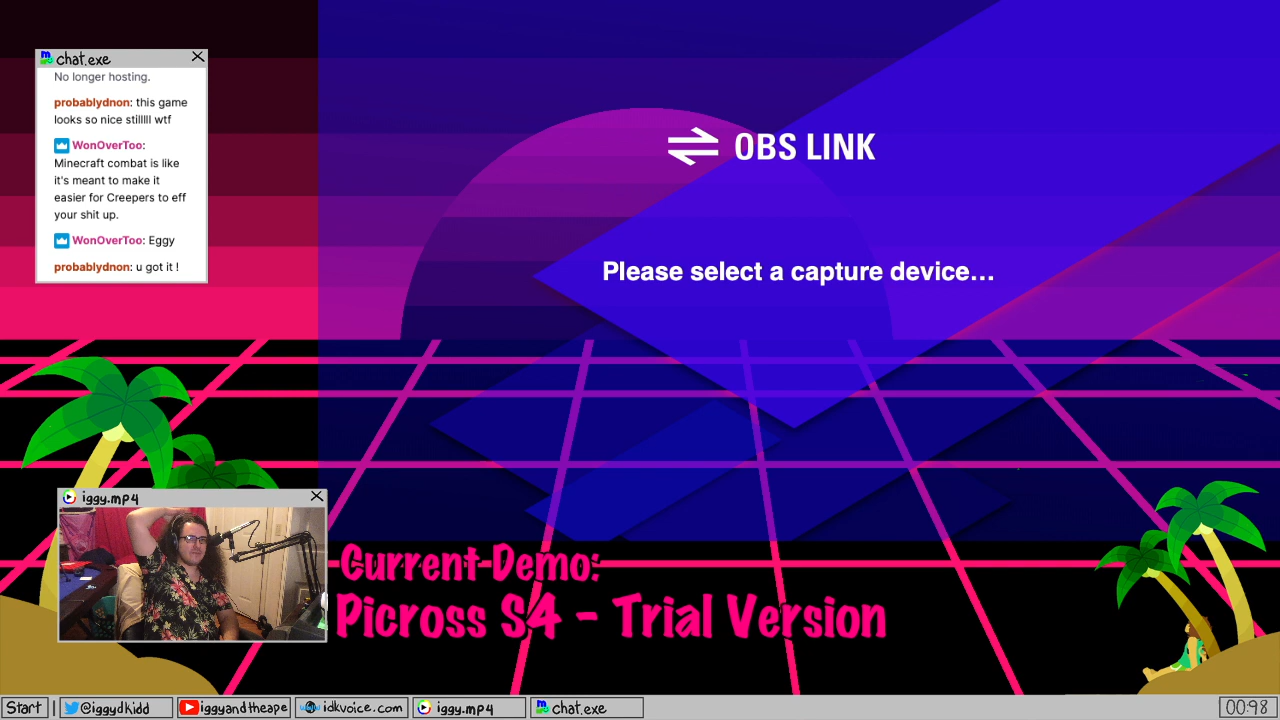 chat.exe
No longer hosting.
probablydnon: this game
looks so nice stilllll wtf
WonOverToo:
Minecraft combat is like
it's meant to make it
easier for Creepers to eff
your shit up.
WonOverToo: Eggy
probablydnon: u got it !
OBS LINK
Please select a capture device...
iggy.mp4
Current Demo:
Picross S4 - Trial Version
Start | @iggydkidd iggyandtheape www idkvoice.com iggy.mp4 chat.exe 00:98